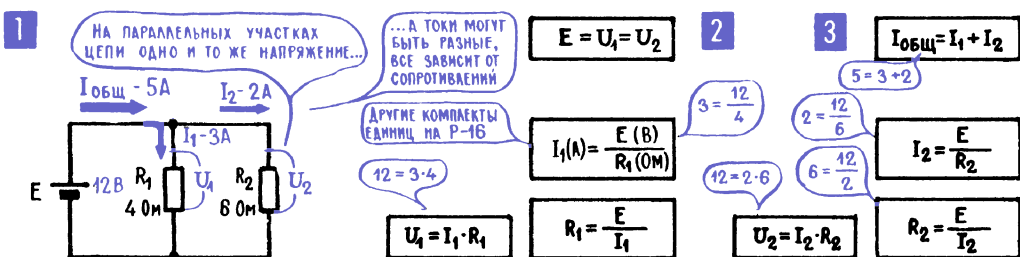 1
На параллельных участках
цепи одно и то же напряжение...
...А токи могут
быть разные,
все зависит от
сопротивлений
Iобщ - 5А
I2 - 2А
I1 - 3А
E
12В
R1
4 Ом
U1
R2
6 Ом
U2
Другие комплекты
единиц на Р-16
12 = 3·4
U1 = I1·R1
E = U1 = U2
I1(А) = E(В) / R1(Ом)
R1 = E / I1
2
3 = 12 / 4
12 = 2·6
U2 = I2·R2
3
Iобщ = I1 + I2
5 = 3 + 2
2 = 12 / 6
I2 = E / R2
6 = 12 / 2
R2 = E / I2